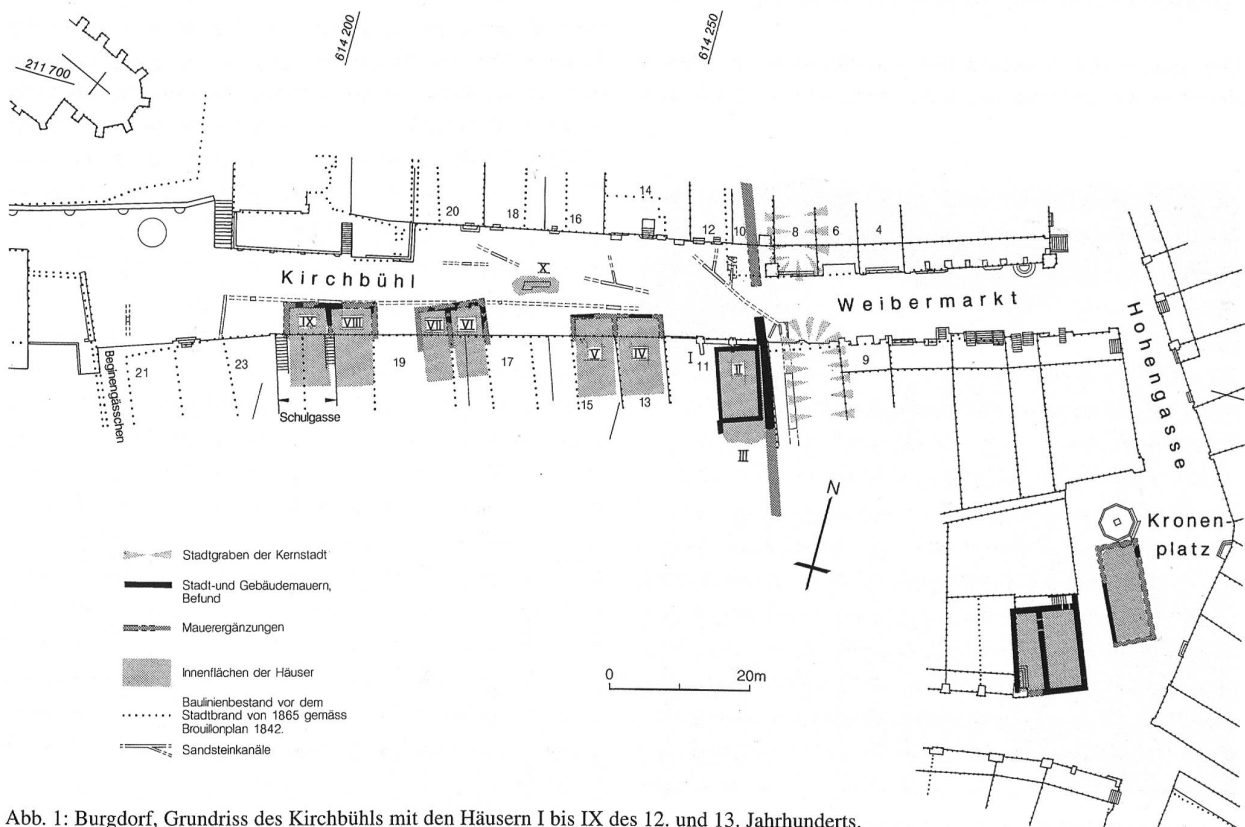 614 200
614 250
211 700
20
18
16
14
12
10
8
6
4
X
Kirchbühl
Weibermarkt
Hohengasse
IX
VIII
VII
VI
V
IV
I
11
II
9
Beginengässchen
21
23
19
17
15
13
Schulgasse
III
N
Kronen-
platz
Stadtgraben der Kernstadt
Stadt-und Gebäudemauern,
Befund
Mauerergänzungen
Innenflächen der Häuser
Baulinienbestand vor dem
Stadtbrand von 1865 gemäss
Brouillonplan 1842.
Sandsteinkanäle
0
20m
Abb. 1: Burgdorf, Grundriss des Kirchbühls mit den Häusern I bis IX des 12. und 13. Jahrhunderts.